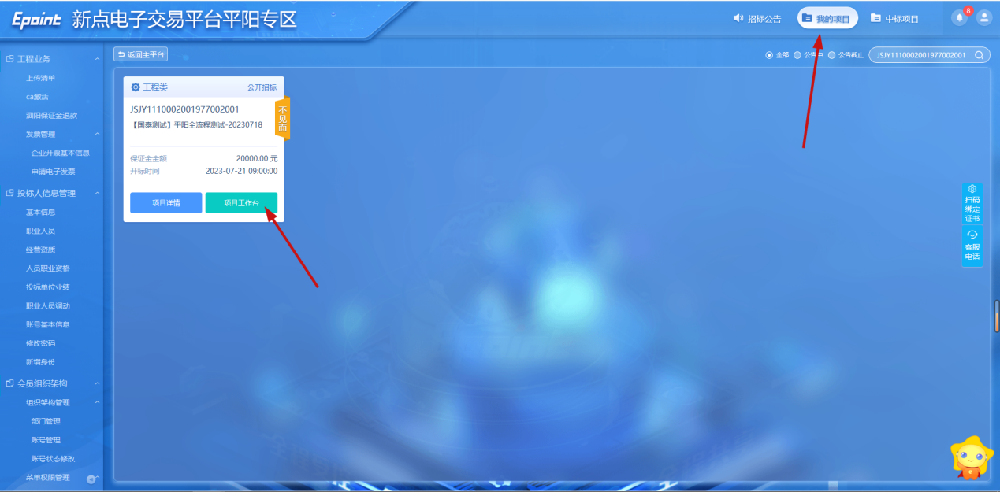 Epoint 新点电子交易平台平阳专区
招标公告
我的项目
中标项目
8
工程业务
上传清单
ca激活
泗阳保证金退款
发票管理
企业开票基本信息
申请电子发票
投标人信息管理
基本信息
职业人员
经营资质
人员职业资格
投标单位业绩
职业人员调动
账号基本信息
修改密码
新增身份
会员组织架构
组织架构管理
部门管理
账号管理
账号状态修改
菜单权限管理
返回主平台
全部
公告中
公告截止
JSJY1110002001977002001
工程类
公开招标
JSJY1110002001977002001
【国泰测试】平阳全流程测试-20230718
不见面
保证金金额
20000.00 元
开标时间
2023-07-21 09:00:00
项目详情
项目工作台
扫码
绑定
证书
客服
电话